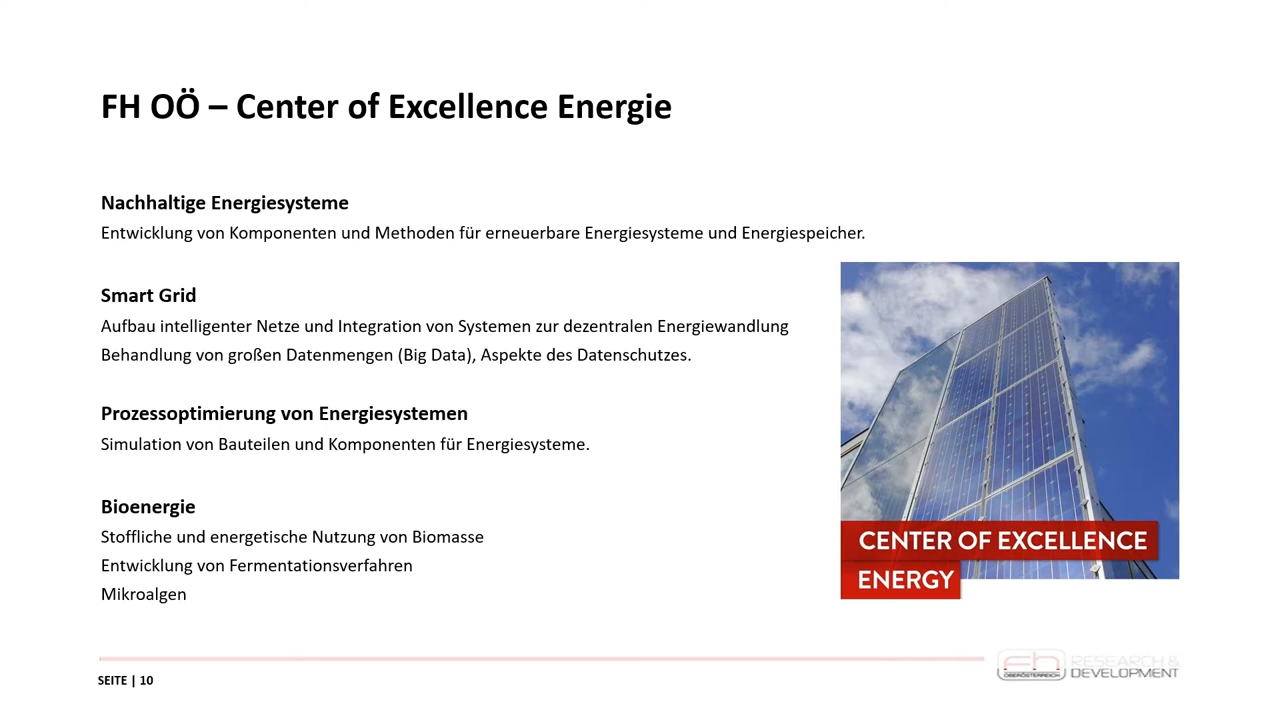 FH OÖ – Center of Excellence Energie
Nachhaltige Energiesysteme
Entwicklung von Komponenten und Methoden für erneuerbare Energiesysteme und Energiespeicher.
Smart Grid
Aufbau intelligenter Netze und Integration von Systemen zur dezentralen Energiewandlung
Behandlung von großen Datenmengen (Big Data), Aspekte des Datenschutzes.
Prozessoptimierung von Energiesystemen
Simulation von Bauteilen und Komponenten für Energiesysteme.
Bioenergie
Stoffliche und energetische Nutzung von Biomasse
Entwicklung von Fermentationsverfahren
Mikroalgen
CENTER OF EXCELLENCE
ENERGY
SEITE | 10
fh
OBERÖSTERREICH
RESEARCH &
DEVELOPMENT